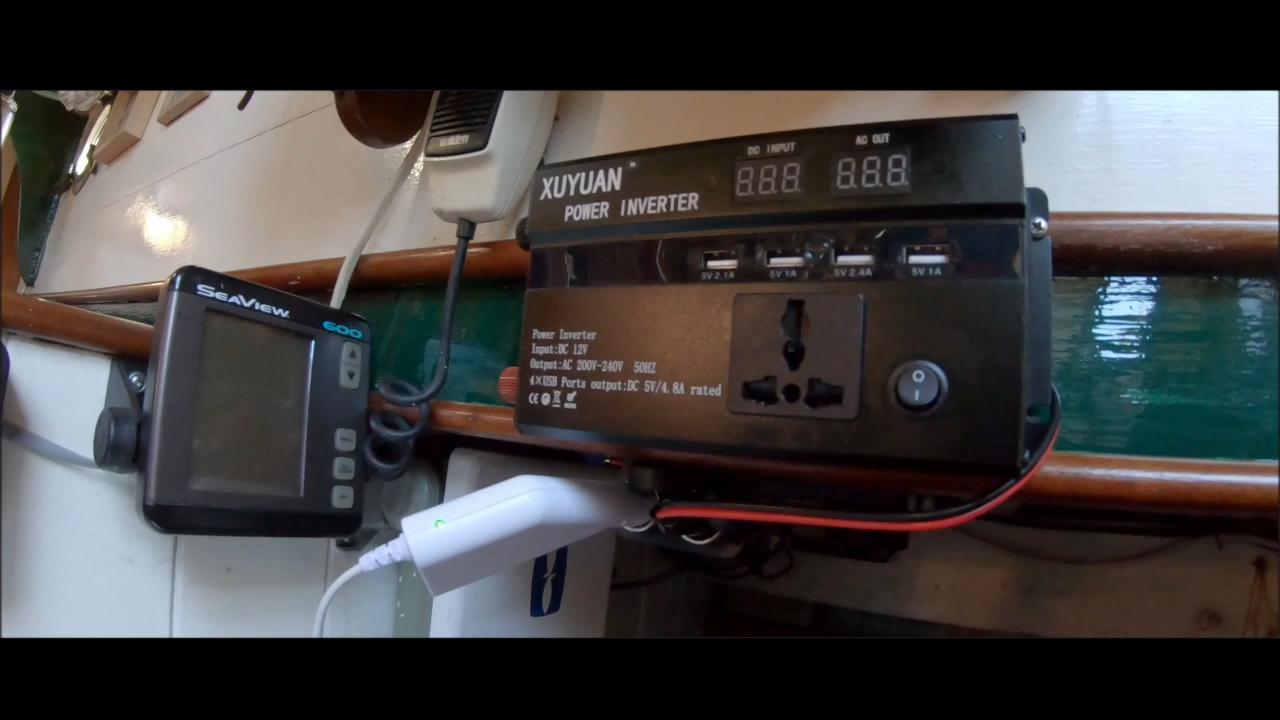 DC INPUT
AC OUT
XUYUAN
POWER INVERTER
5V 2.1A
5V 1A
5V 2.4A
5V 1A
Power Inverter
Input:DC 12V
Output:AC 200V-240V 50HZ
4×USB Ports output:DC 5V/4.8A rated
CE
O
I
SEAVIEW
600